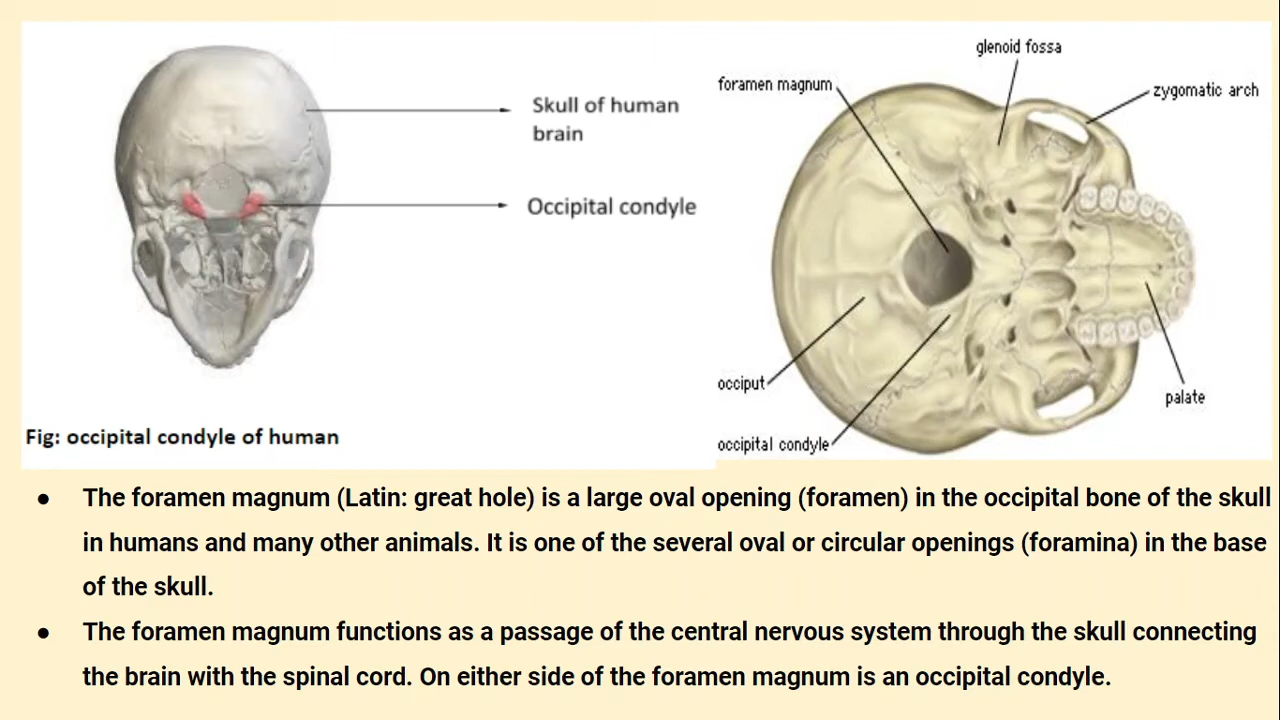 Skull of human
brain
Occipital condyle
Fig: occipital condyle of human
glenoid fossa
foramen magnum
zygomatic arch
occiput
palate
occipital condyle
● The foramen magnum (Latin: great hole) is a large oval opening (foramen) in the occipital bone of the skull
in humans and many other animals. It is one of the several oval or circular openings (foramina) in the base
of the skull.
● The foramen magnum functions as a passage of the central nervous system through the skull connecting
the brain with the spinal cord. On either side of the foramen magnum is an occipital condyle.